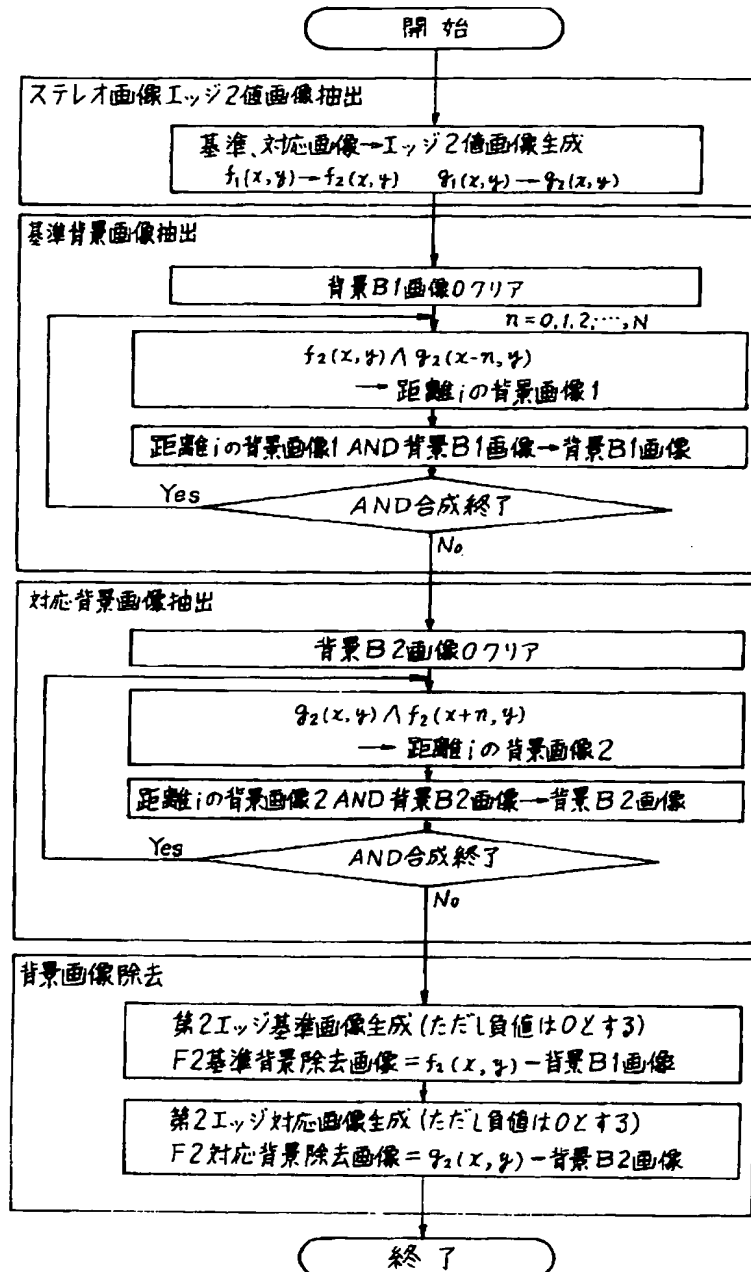 開始
ステレオ画像エッジ2値画像抽出
基準、対応画像→エッジ2値画像生成
f₁(x,y)→f₂(x,y) g₁(x,y)→g₂(x,y)
基準背景画像抽出
背景B1画像0クリア
n=0,1,2,…,N
f₂(x,y)∧g₂(x-n,y)
→距離iの背景画像1
距離iの背景画像1 AND背景B1画像→背景B1画像
Yes
AND合成終了
No
対応背景画像抽出
背景B2画像0クリア
g₂(x,y)∧f₂(x+n,y)
→距離iの背景画像2
距離iの背景画像2 AND背景B2画像→背景B2画像
Yes
AND合成終了
No
背景画像除去
第2エッジ基準画像生成(ただし負値は0とする)
F2基準背景除去画像=f₂(x,y)-背景B1画像
第2エッジ対応画像生成(ただし負値は0とする)
F2対応背景除去画像=g₂(x,y)-背景B2画像
終了